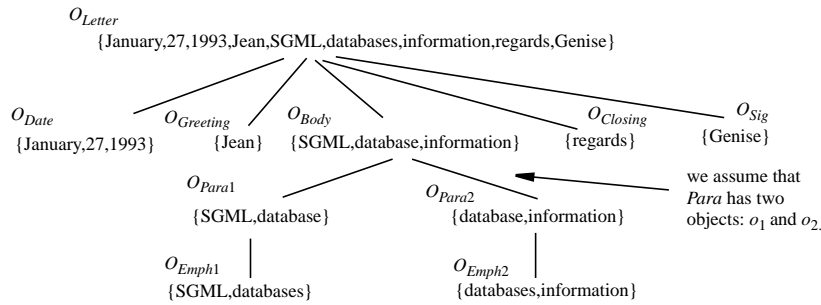 O_Letter
{January,27,1993,Jean,SGML,databases,information,regards,Genise}
O_Date
{January,27,1993}
O_Greeting
{Jean}
O_Body
{SGML,database,information}
O_Closing
{regards}
O_Sig
{Genise}
O_Para1
{SGML,database}
O_Para2
{database,information}
we assume that
Para has two
objects: o_1 and o_2.
O_Emph1
{SGML,databases}
O_Emph2
{databases,information}